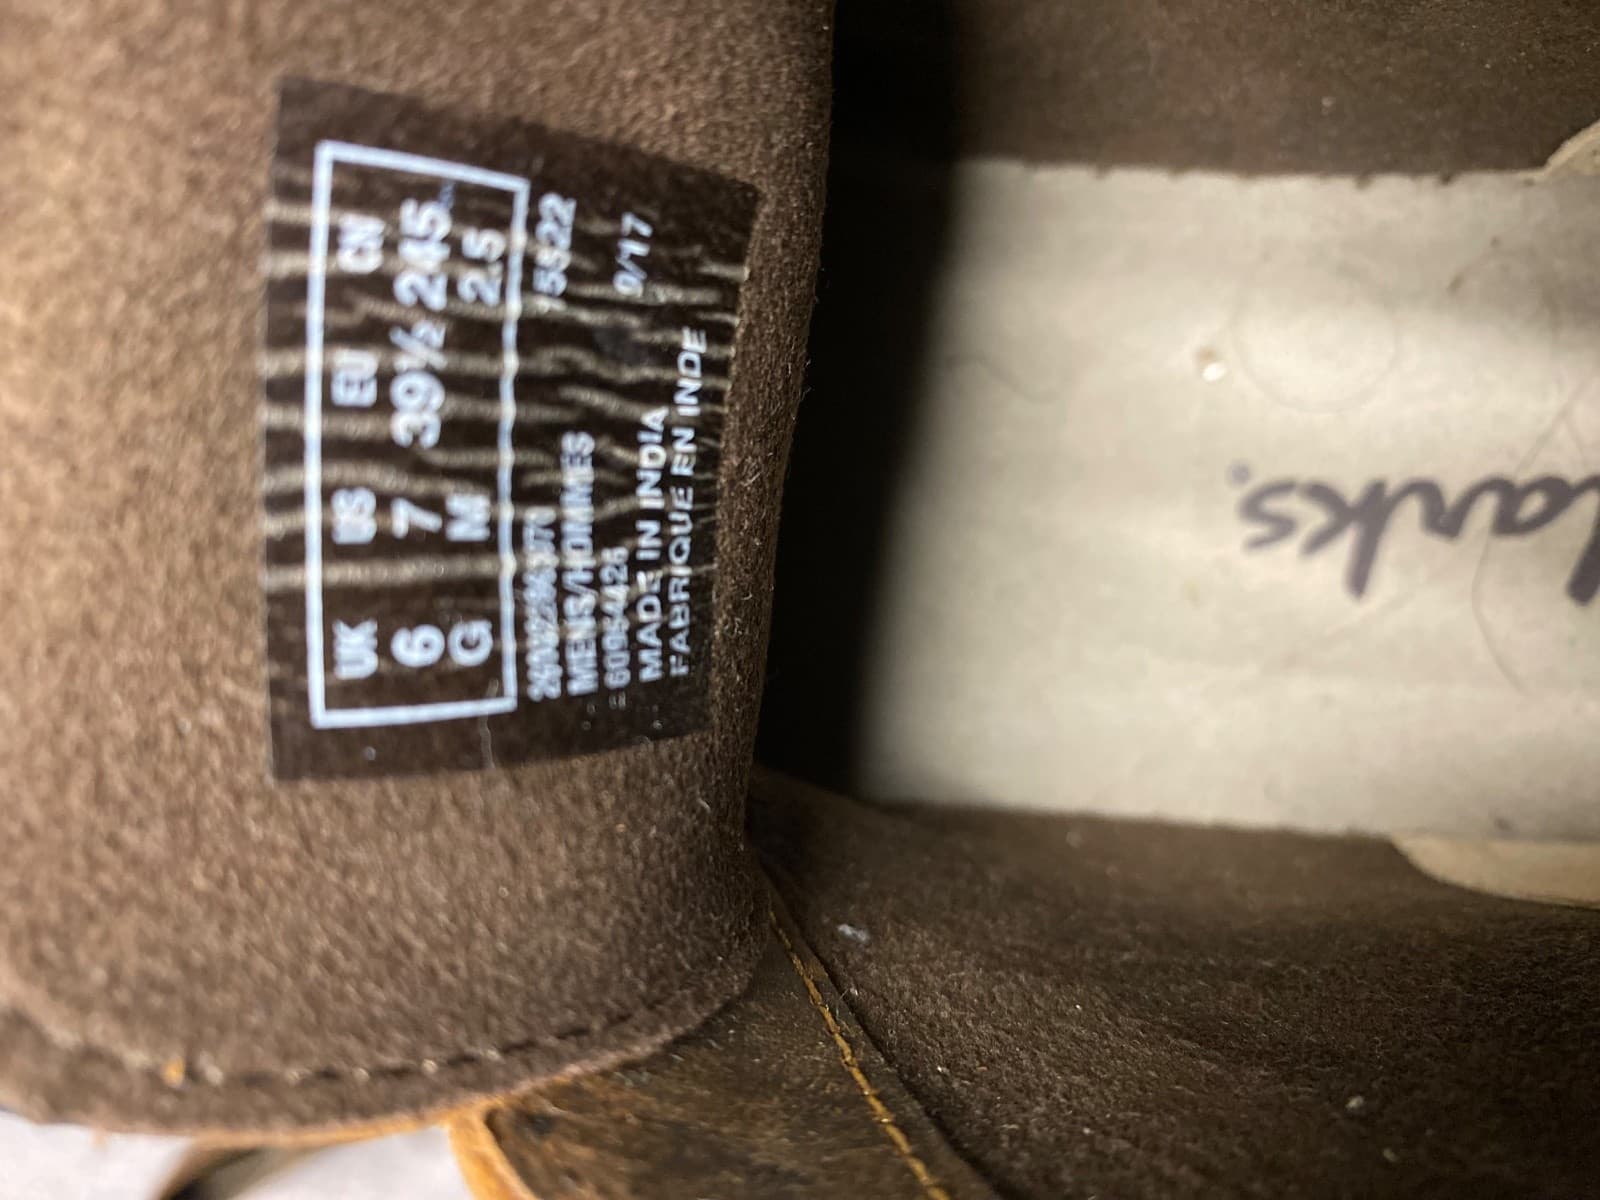 UK US EU CN
6 7 39½ 245
G M 2.5
MENS/HOMMES
MADE IN INDIA 9/17
FABRIQUE EN INDE
larks.